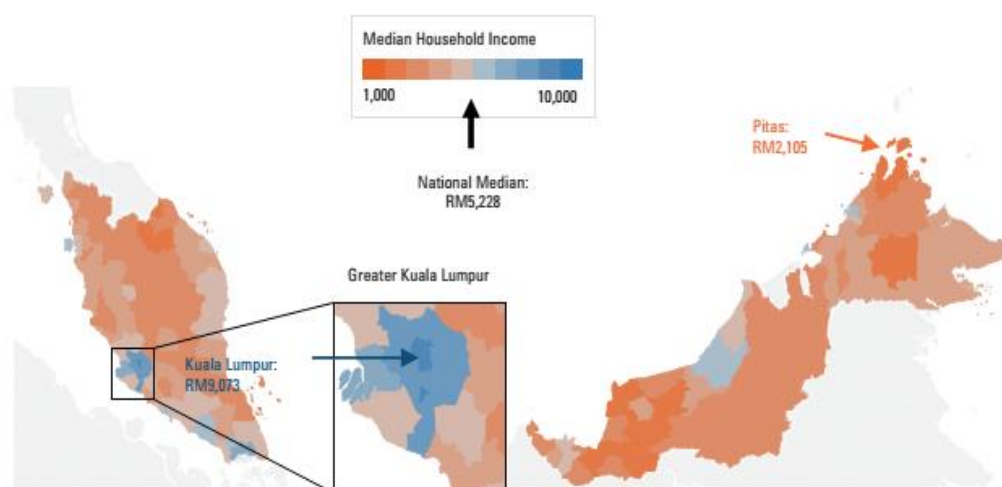 Median Household Income
1,000 10,000
National Median:
RM5,228
Pitas:
RM2,105
Greater Kuala Lumpur
Kuala Lumpur:
RM9,073